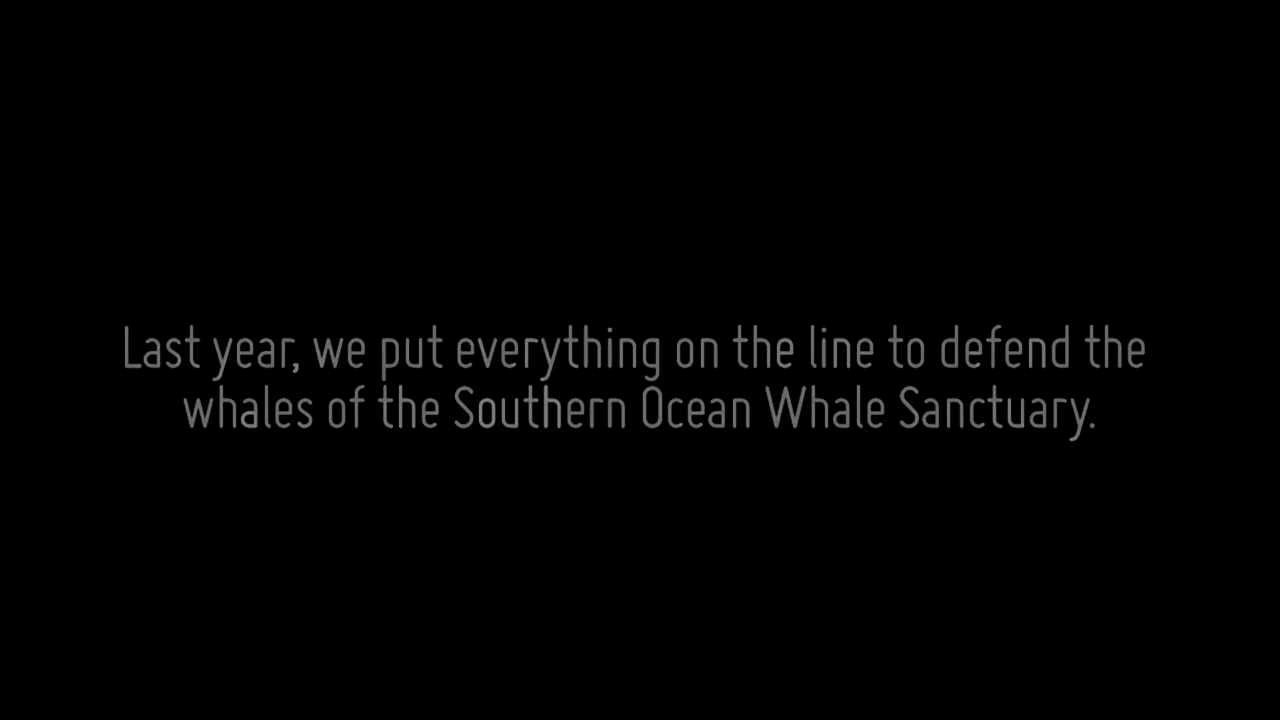 Last year, we put everything on the line to defend the
whales of the Southern Ocean Whale Sanctuary.